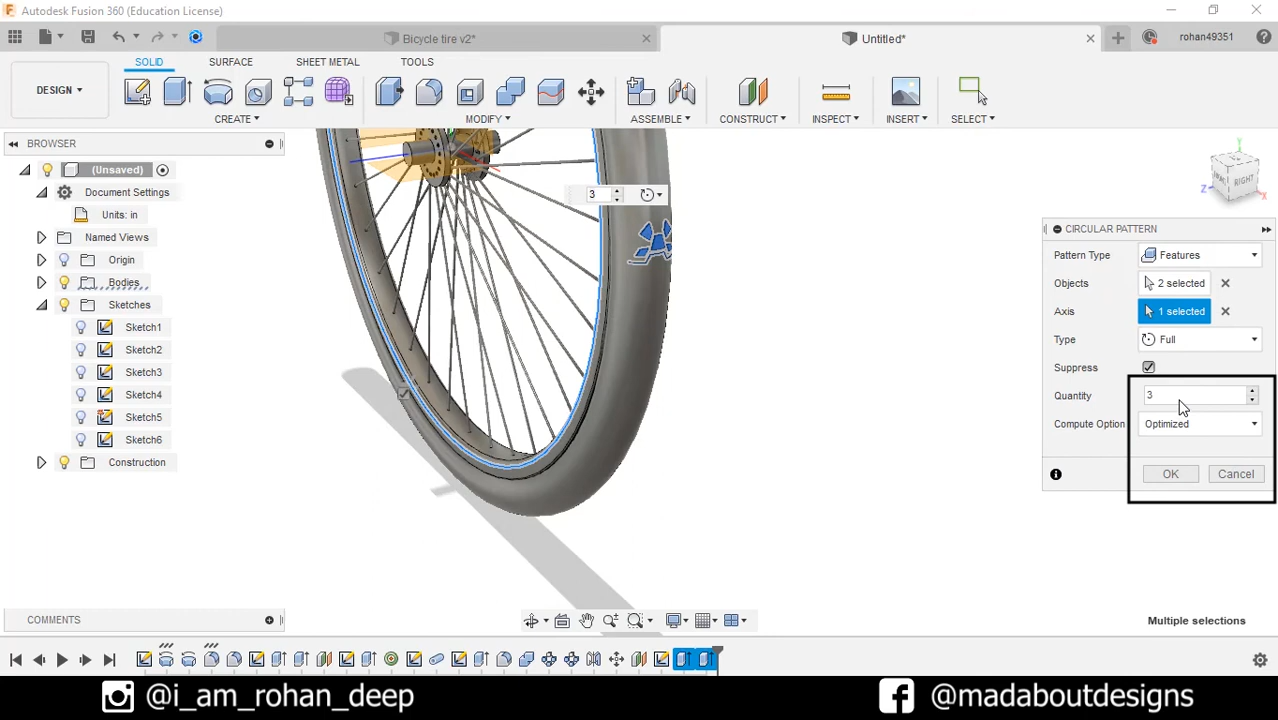 Autodesk Fusion 360 (Education License)
Bicycle tire v2*
Untitled*
rohan49351
DESIGN
SOLID
SURFACE
SHEET METAL
TOOLS
CREATE
MODIFY
ASSEMBLE
CONSTRUCT
INSPECT
INSERT
SELECT
BROWSER
(Unsaved)
Document Settings
Units: in
Named Views
Origin
Bodies
Sketches
Sketch1
Sketch2
Sketch3
Sketch4
Sketch5
Sketch6
Construction
3
Y
Z
X
RIGHT
CIRCULAR PATTERN
Pattern Type Features
Objects 2 selected
Axis 1 selected
Type Full
Suppress
Quantity 3
Compute Option Optimized
OK Cancel
COMMENTS
Multiple selections
@i_am_rohan_deep
@madaboutdesigns